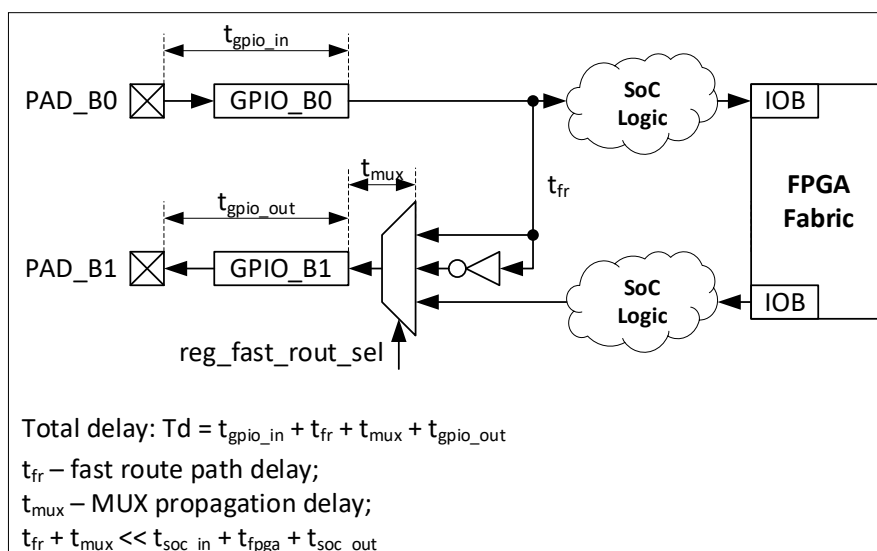 t_gpio_in
PAD_B0
GPIO_B0
SoC
Logic
IOB
t_mux
t_fr
FPGA
Fabric
t_gpio_out
PAD_B1
GPIO_B1
SoC
Logic
IOB
reg_fast_rout_sel
Total delay: Td = t_gpio_in + t_fr + t_mux + t_gpio_out
t_fr – fast route path delay;
t_mux – MUX propagation delay;
t_fr + t_mux << t_soc_in + t_fpga + t_soc_out